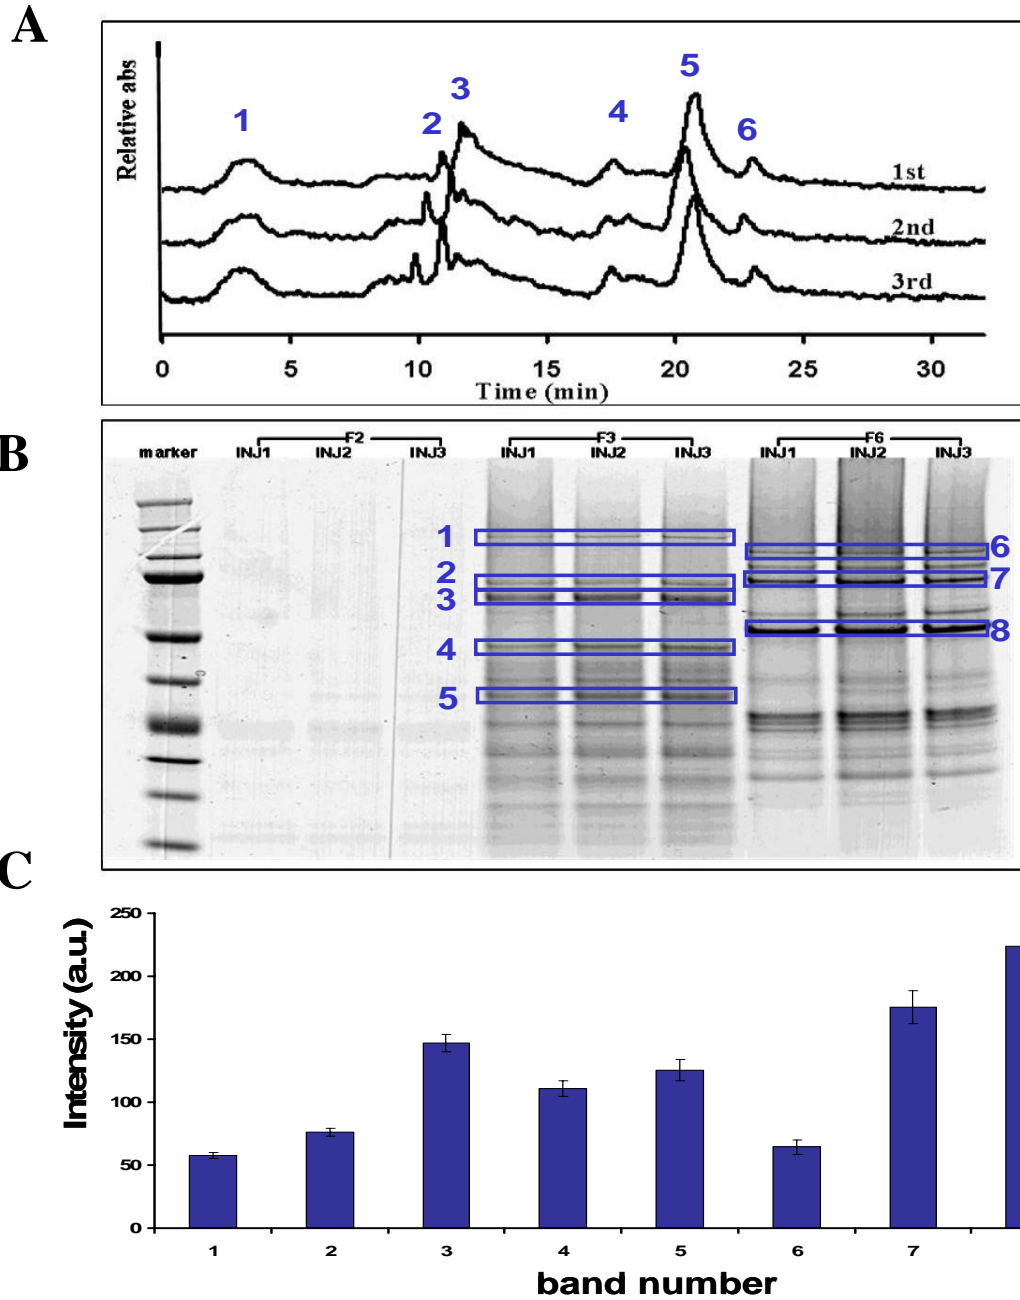 A
Relative abs
1
2
3
4
5
6
1st
2nd
3rd
0 5 10 15 20 25 30
Time (min)
B
marker INJ1 F2 INJ2 INJ3 INJ1 F3 INJ2 INJ3 INJ1 F6 INJ2 INJ3
1
2
3
4
5
6
7
8
C
Intensity (a.u.)
250
200
150
100
50
0
1 2 3 4 5 6 7
band number